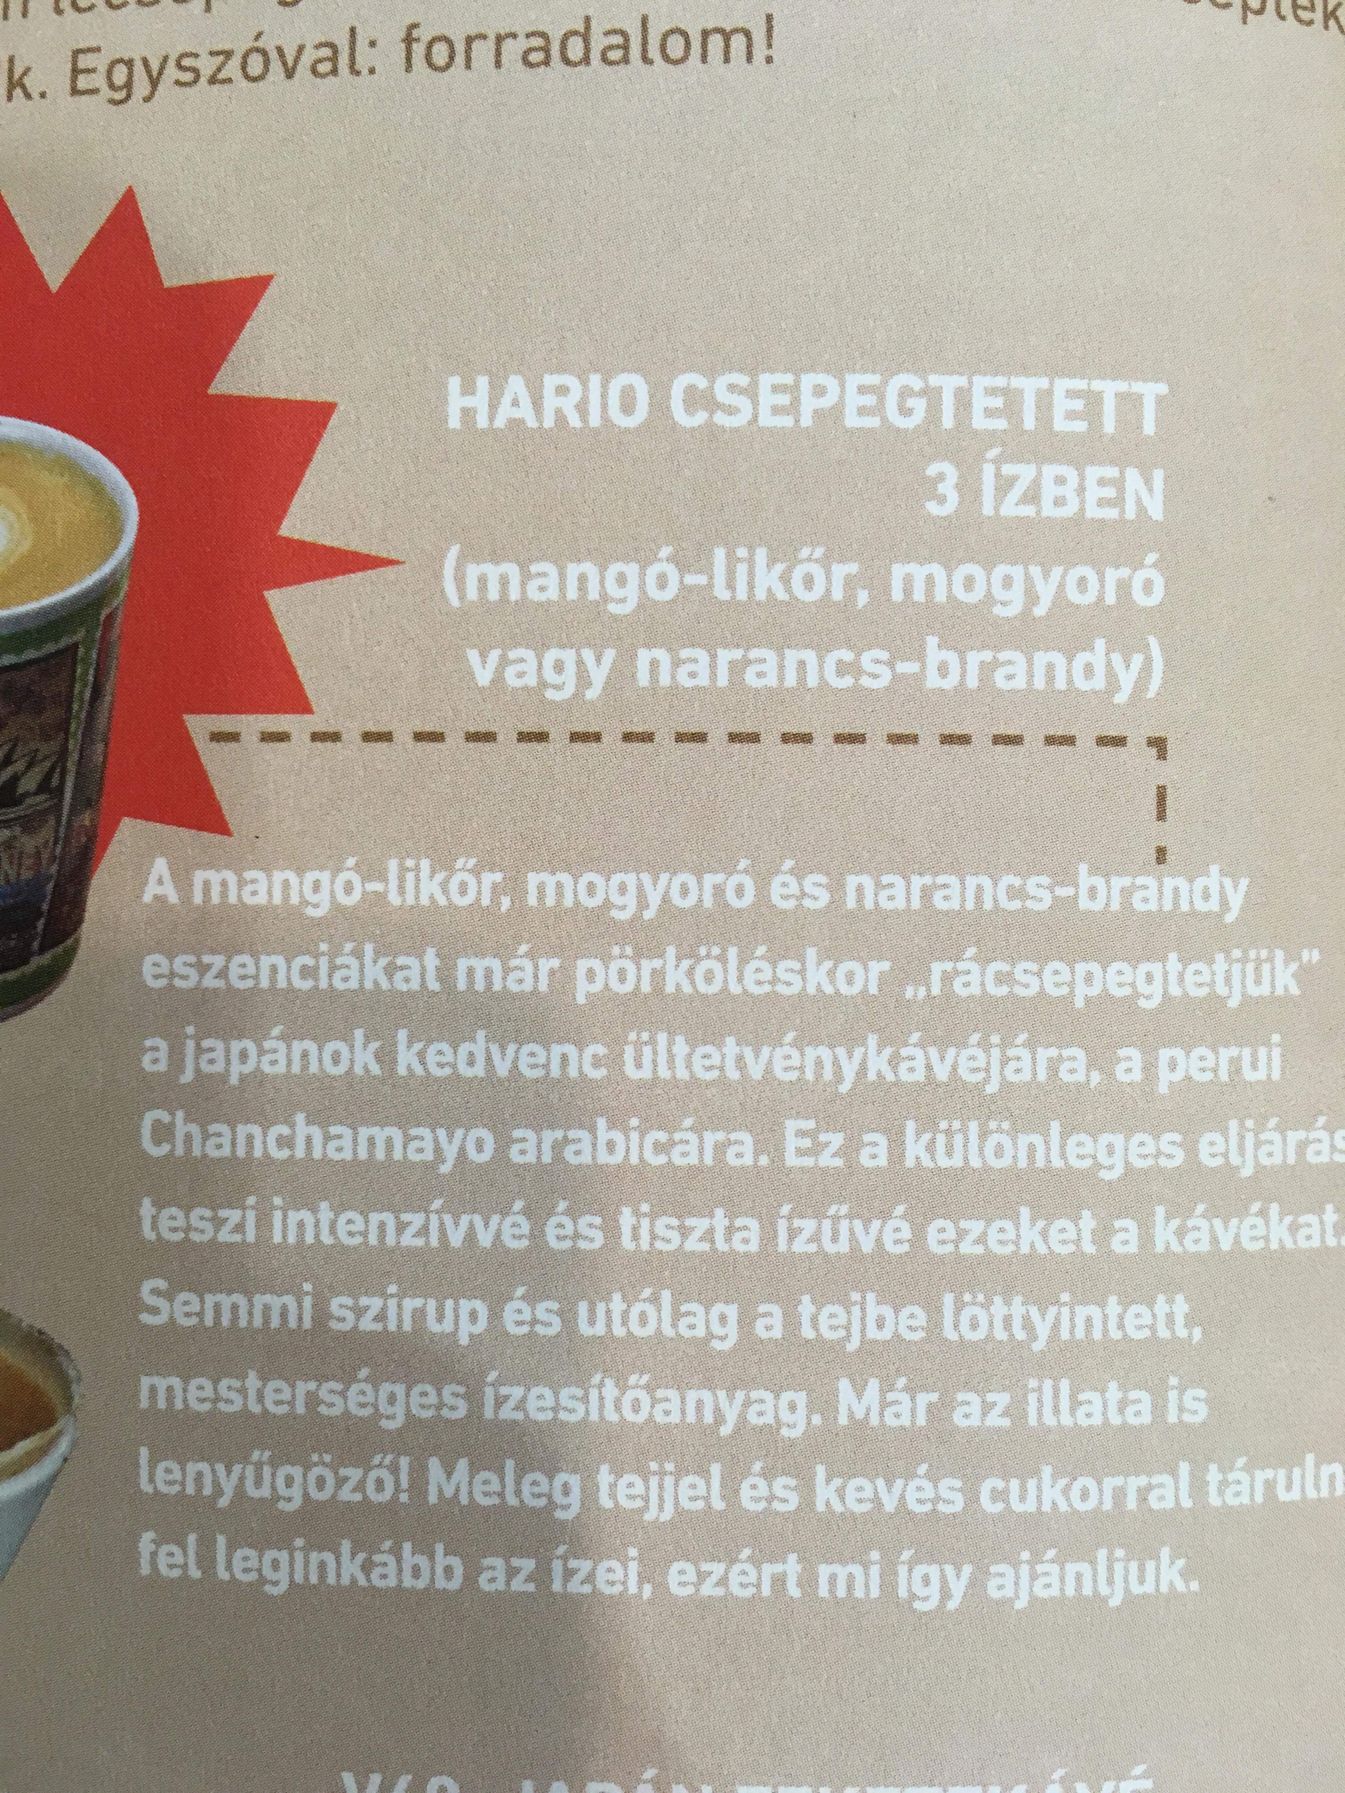 k. Egyszóval: forradalom!
HARIO CSEPEGTETETT
3 ÍZBEN
(mangó-likőr, mogyoró
vagy narancs-brandy)
A mangó-likőr, mogyoró és narancs-brandy
eszenciákat már pörköléskor „rácsepegtetjük”
a japánok kedvenc ültetvénykávéjára, a perui
Chanchamayo arabicára. Ez a különleges eljárás
teszi intenzívvé és tiszta ízűvé ezeket a kávékat.
Semmi szirup és utólag a tejbe löttyintett,
mesterséges ízesítőanyag. Már az illata is
lenyűgöző! Meleg tejjel és kevés cukorral táruln
fel leginkább az ízei, ezért mi így ajánljuk.